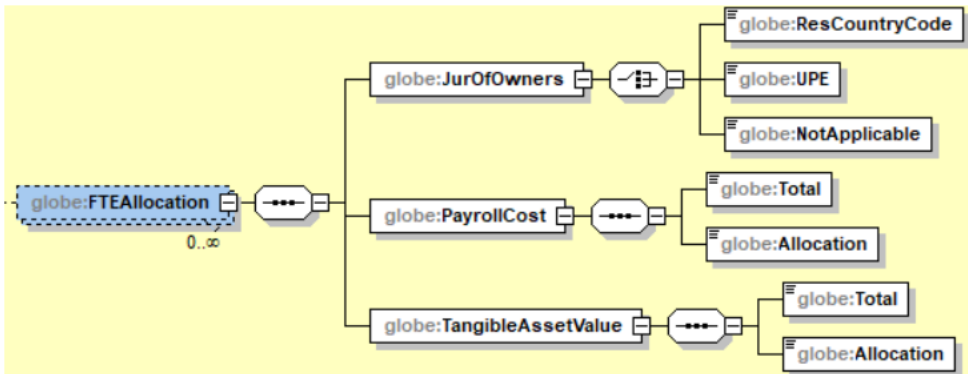 globe:ResCountryCode
globe:JurOfOwners
globe:UPE
globe:NotApplicable
globe:FTEAllocation
0..∞
globe:PayrollCost
globe:Total
globe:Allocation
globe:TangibleAssetValue
globe:Total
globe:Allocation